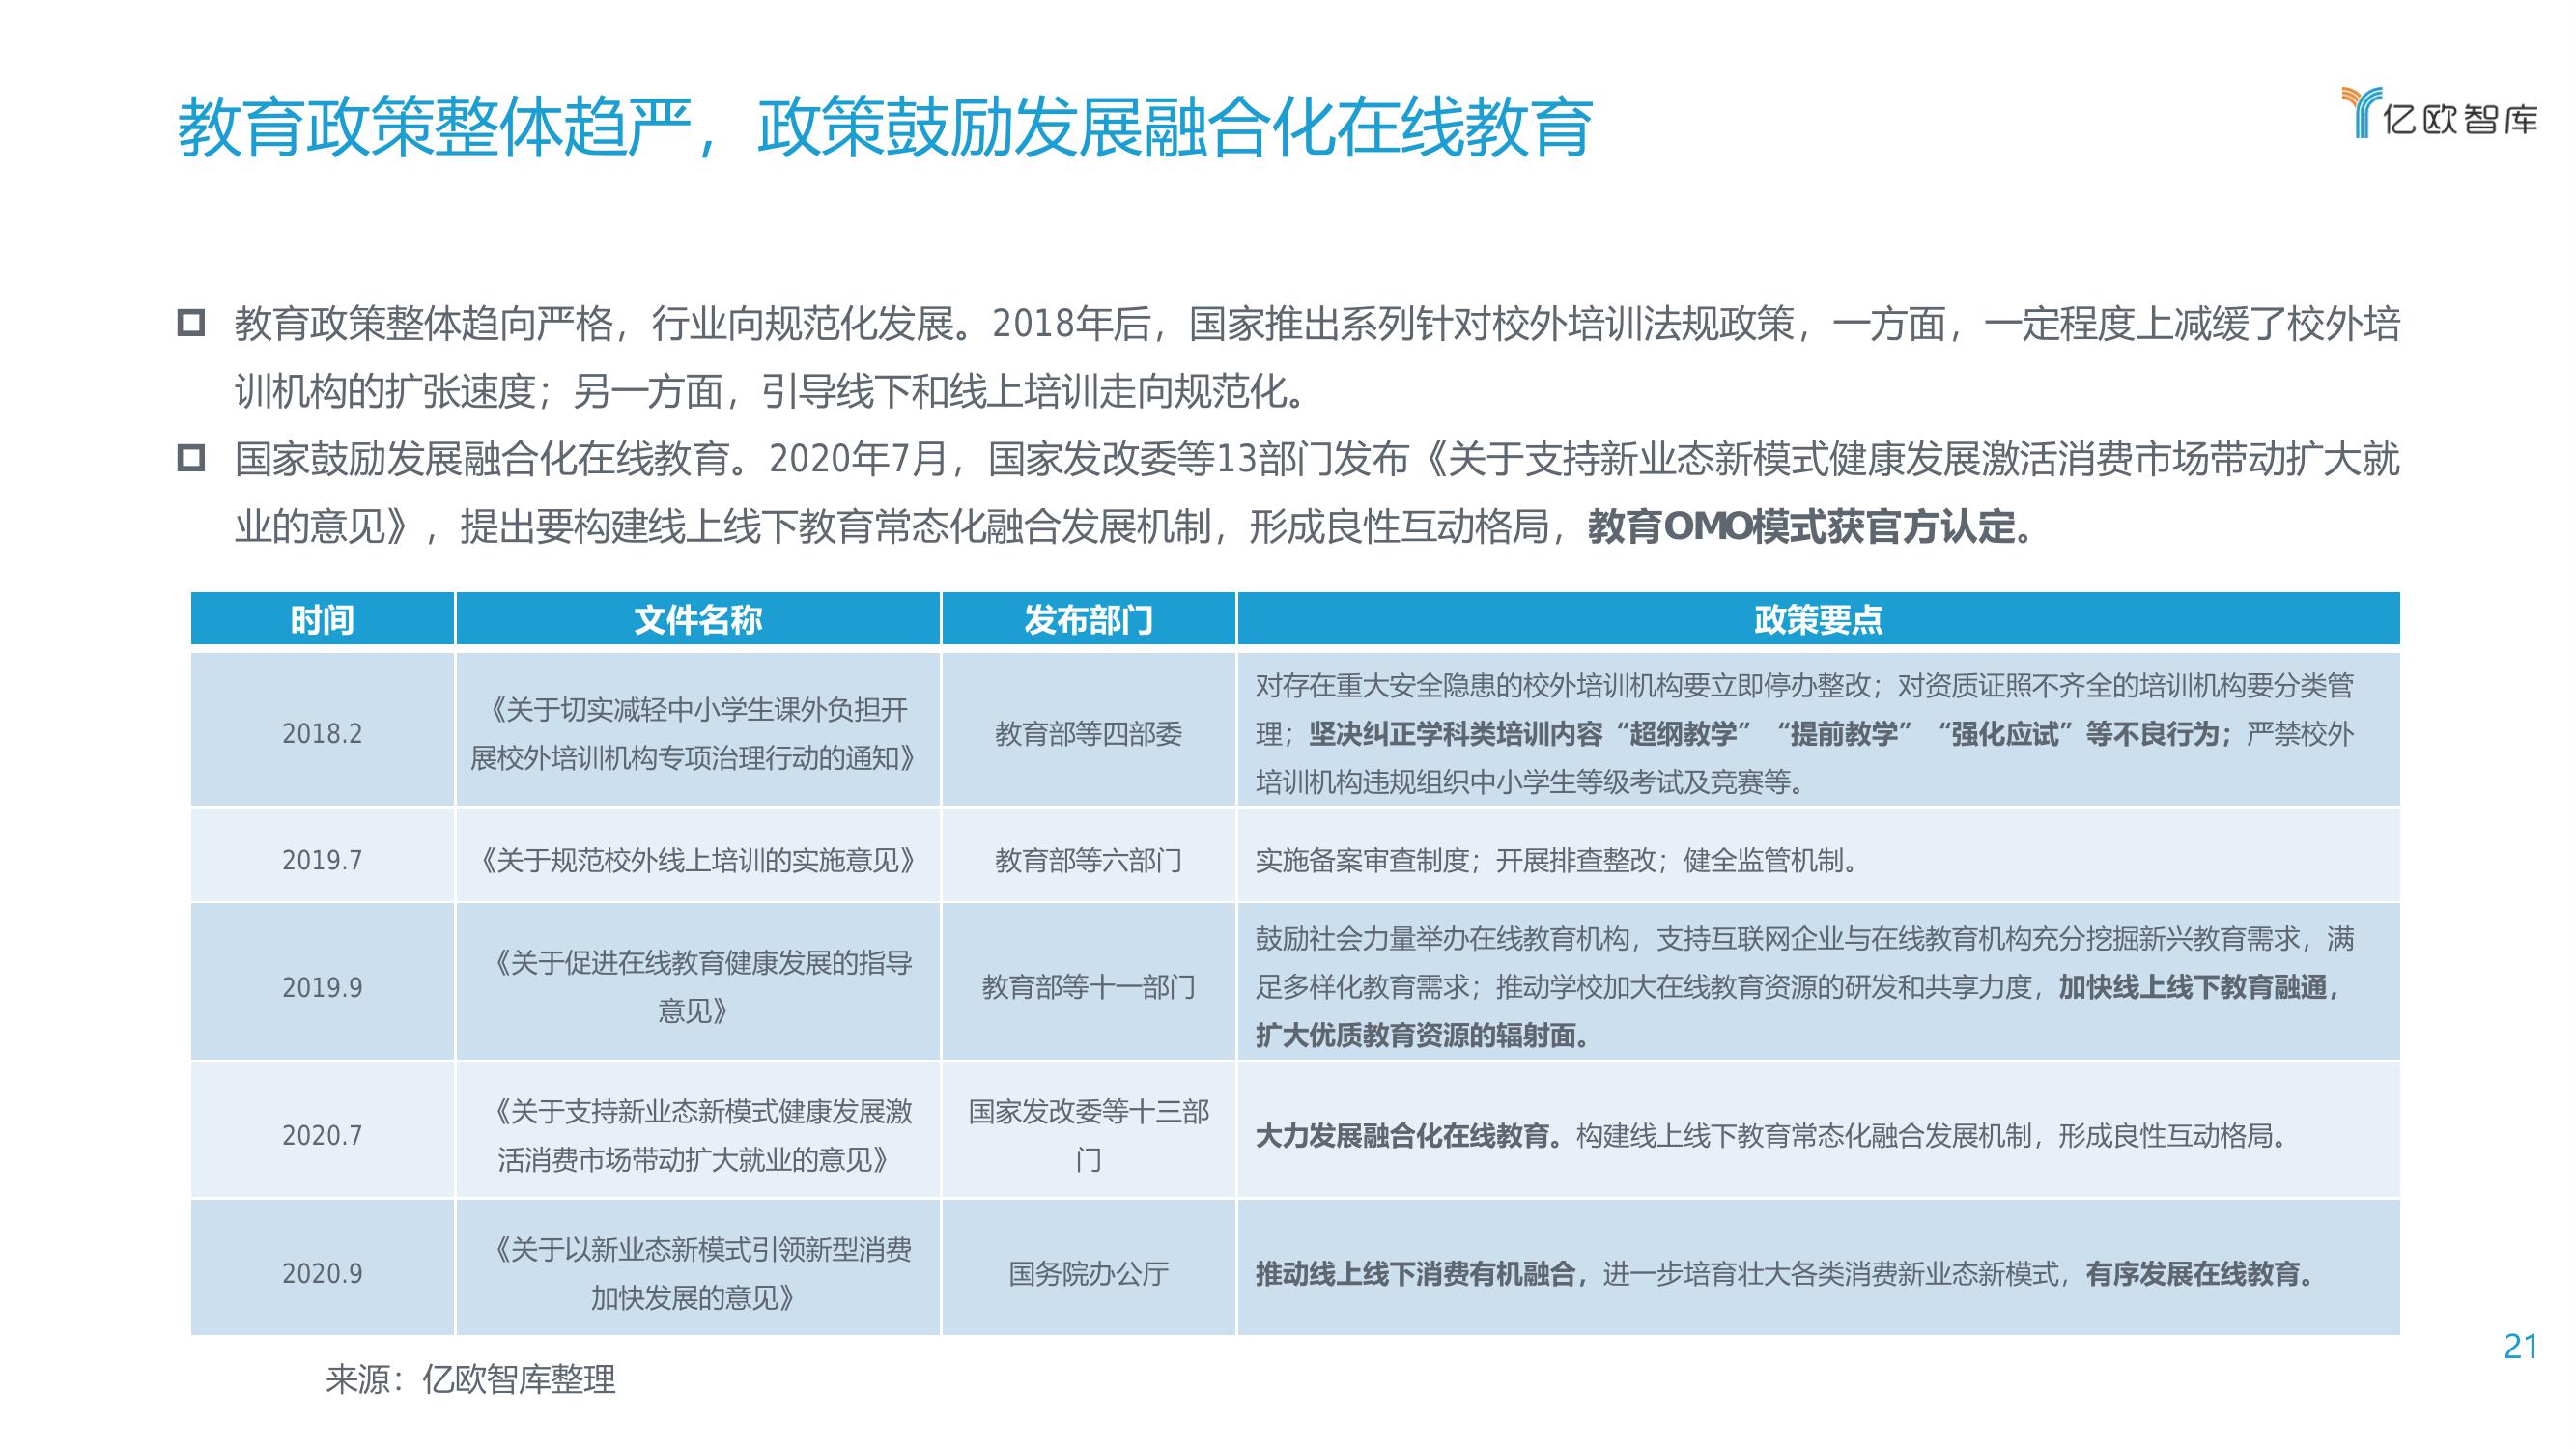 教育政策整体趋严，政策鼓励发展融合化在线教育
亿欧智库
教育政策整体趋向严格，行业向规范化发展。2018年后，国家推出系列针对校外培训法规政策，一方面，一定程度上减缓了校外培
训机构的扩张速度；另一方面，引导线下和线上培训走向规范化。
国家鼓励发展融合化在线教育。2020年7月，国家发改委等13部门发布《关于支持新业态新模式健康发展激活消费市场带动扩大就
业的意见》，提出要构建线上线下教育常态化融合发展机制，形成良性互动格局，教育OMO模式获官方认定。
时间 文件名称 发布部门 政策要点
2018.2
《关于切实减轻中小学生课外负担开
展校外培训机构专项治理行动的通知》
教育部等四部委
对存在重大安全隐患的校外培训机构要立即停办整改；对资质证照不齐全的培训机构要分类管
理；坚决纠正学科类培训内容“超纲教学”“提前教学”“强化应试”等不良行为；严禁校外
培训机构违规组织中小学生等级考试及竞赛等。
2019.7
《关于规范校外线上培训的实施意见》
教育部等六部门
实施备案审查制度；开展排查整改；健全监管机制。
2019.9
《关于促进在线教育健康发展的指导
意见》
教育部等十一部门
鼓励社会力量举办在线教育机构，支持互联网企业与在线教育机构充分挖掘新兴教育需求，满
足多样化教育需求；推动学校加大在线教育资源的研发和共享力度，加快线上线下教育融通，
扩大优质教育资源的辐射面。
2020.7
《关于支持新业态新模式健康发展激
活消费市场带动扩大就业的意见》
国家发改委等十三部
门
大力发展融合化在线教育。构建线上线下教育常态化融合发展机制，形成良性互动格局。
2020.9
《关于以新业态新模式引领新型消费
加快发展的意见》
国务院办公厅
推动线上线下消费有机融合，进一步培育壮大各类消费新业态新模式，有序发展在线教育。
21
来源：亿欧智库整理